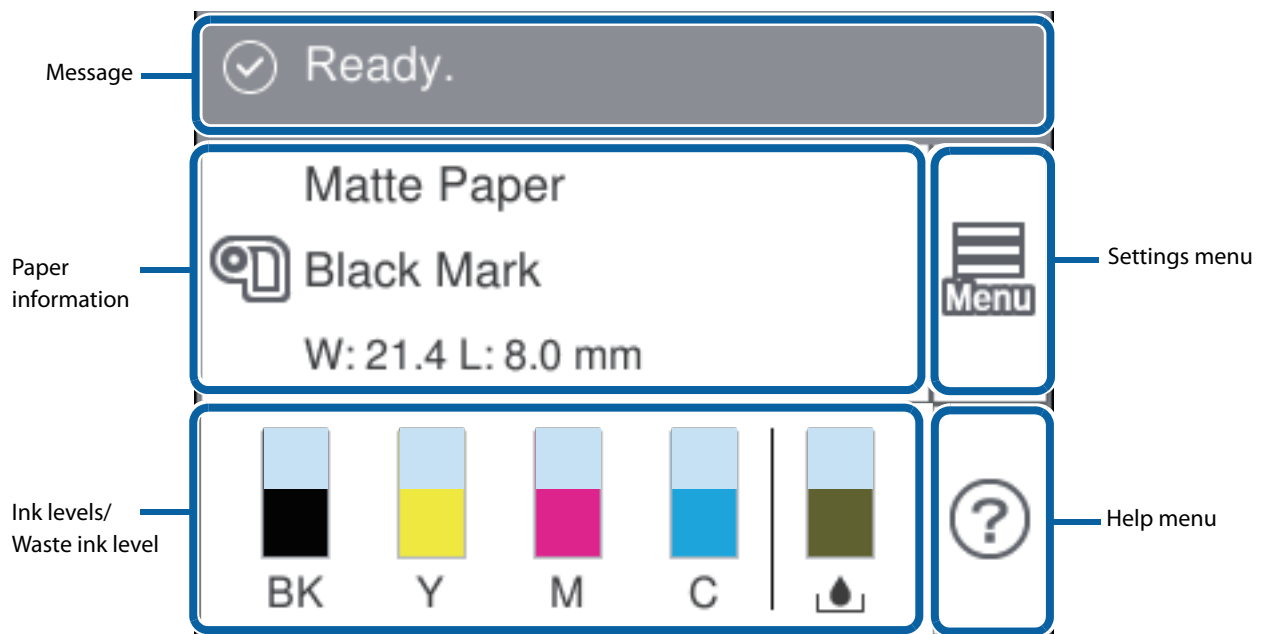 Message
Ready.
Matte Paper
Black Mark
W: 21.4 L: 8.0 mm
Paper
information
Menu
Settings menu
Ink levels/
Waste ink level
BK Y M C
?
Help menu